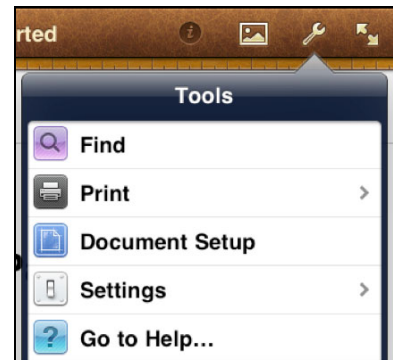 rted
Tools
Find
Print
Document Setup
Settings
Go to Help...